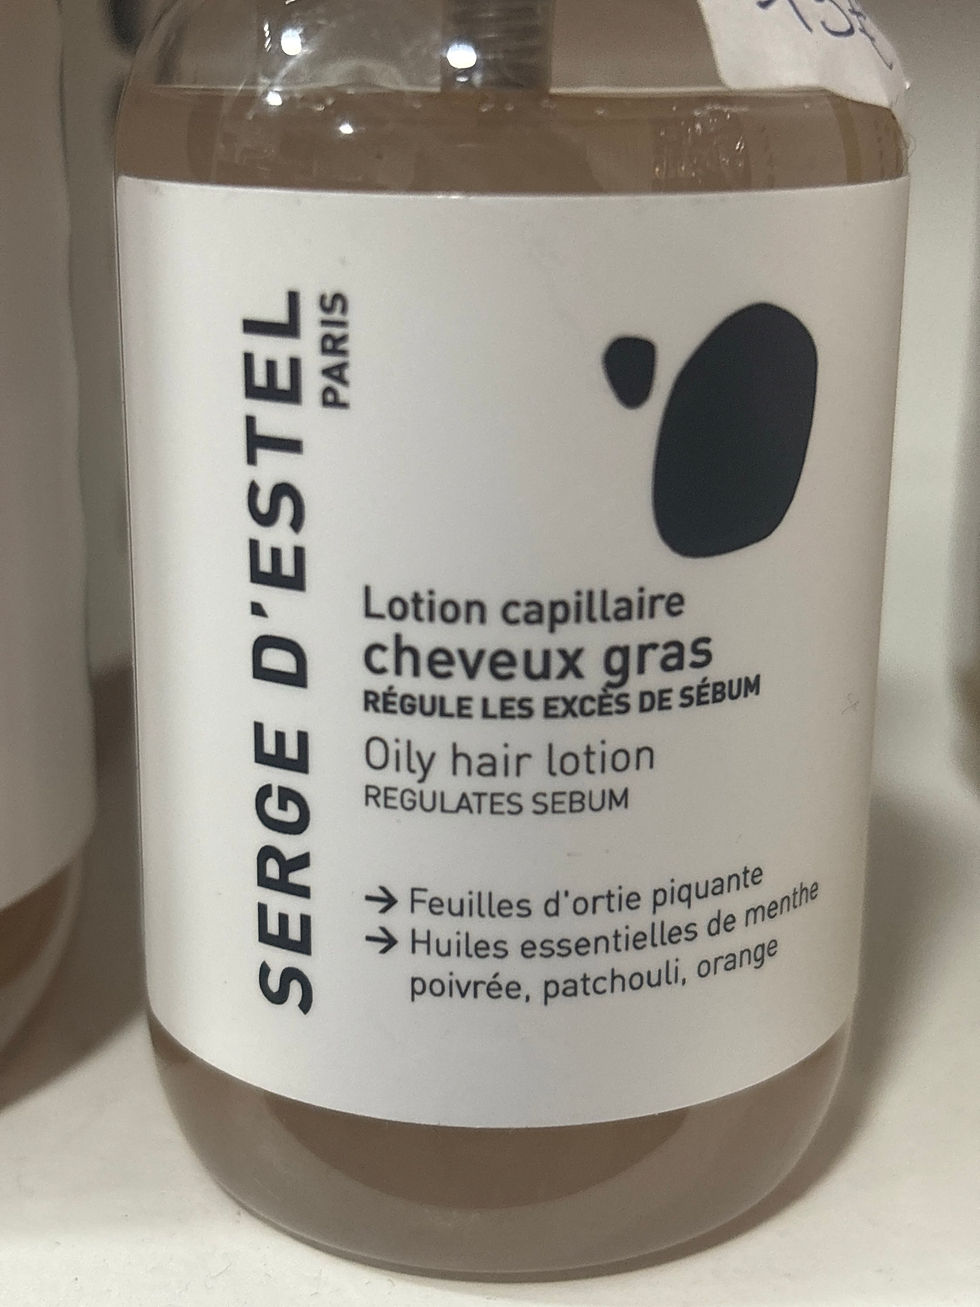 SERGE D'ESTEL
PARIS
Lotion capillaire
cheveux gras
RÉGULE LES EXCÈS DE SÉBUM
Oily hair lotion
REGULATES SEBUM
→ Feuilles d'ortie piquante
→ Huiles essentielles de menthe
poivrée, patchouli, orange